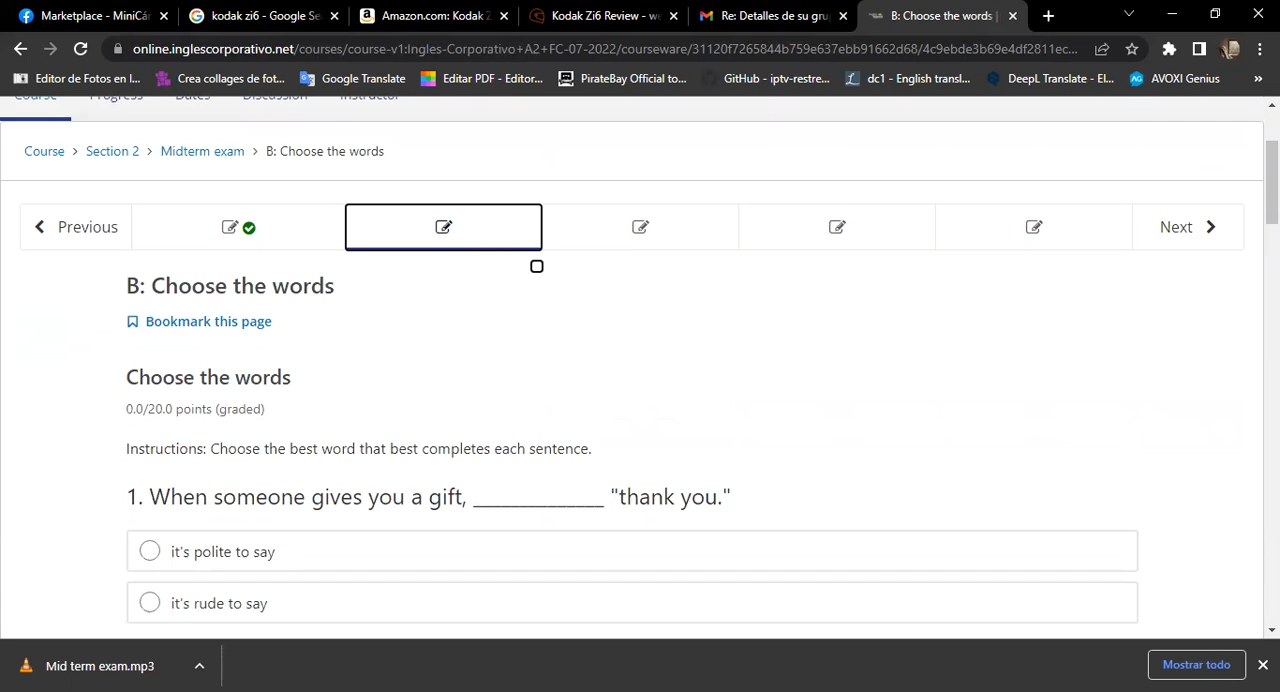 Marketplace - MiniCá
kodak zi6 - Google Se
Amazon.com: Kodak Z
Kodak Zi6 Review - we
Re: Detalles de su gru
B: Choose the words |
online.inglescorporativo.net/courses/course-v1:Ingles-Corporativo+A2+FC-07-2022/courseware/31120f7265844b759e637ebb91662d68/4c9ebde3b69e4df2811ec...
Editor de Fotos en l...
Crea collages de fot...
Google Translate
Editar PDF - Editor...
PirateBay Official to...
GitHub - iptv-restre...
dc1 - English transl...
DeepL Translate - El...
AVOXI Genius
»
Course Progress Dates Discussion Instructor
Course > Section 2 > Midterm exam > B: Choose the words
Previous
Next
B: Choose the words
Bookmark this page
Choose the words
0.0/20.0 points (graded)
Instructions: Choose the best word that best completes each sentence.
1. When someone gives you a gift, _____________ "thank you."
it's polite to say
it's rude to say
Mid term exam.mp3
Mostrar todo